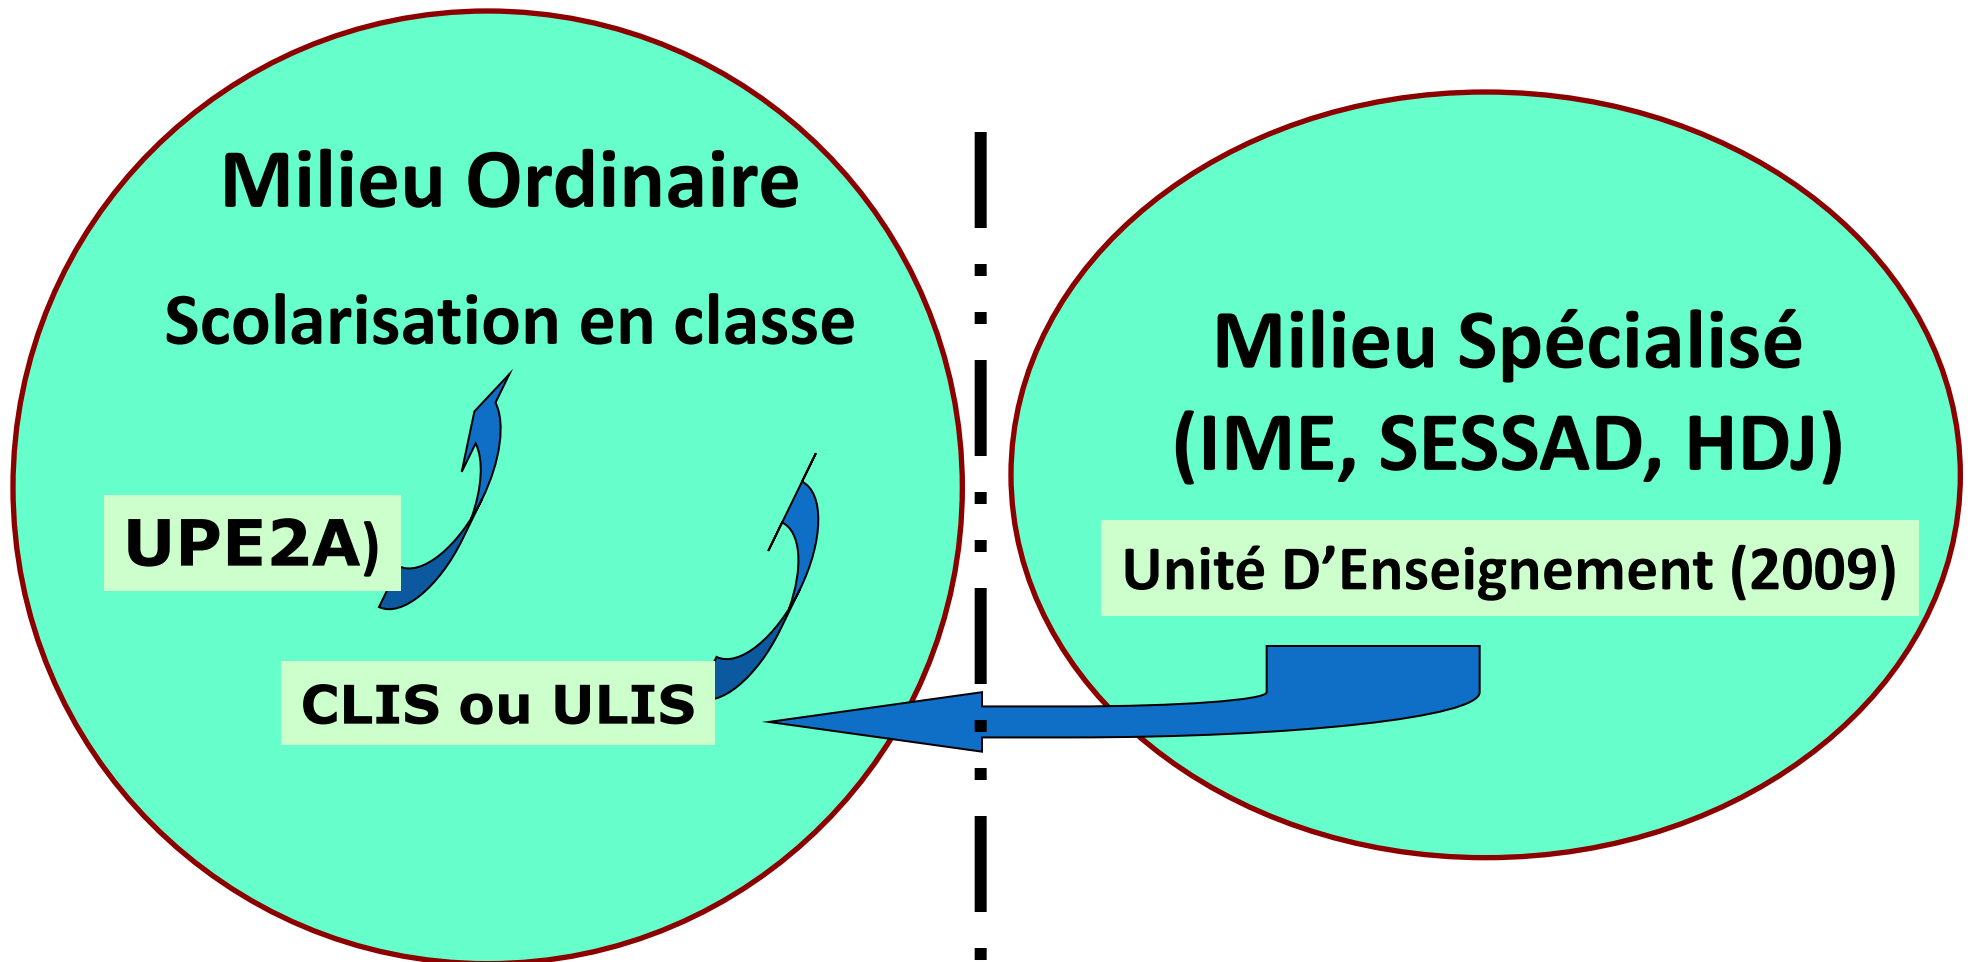 Milieu Ordinaire
Scolarisation en classe
UPE2A)
CLIS ou ULIS
Milieu Spécialisé
(IME, SESSAD, HDJ)
Unité D’Enseignement (2009)